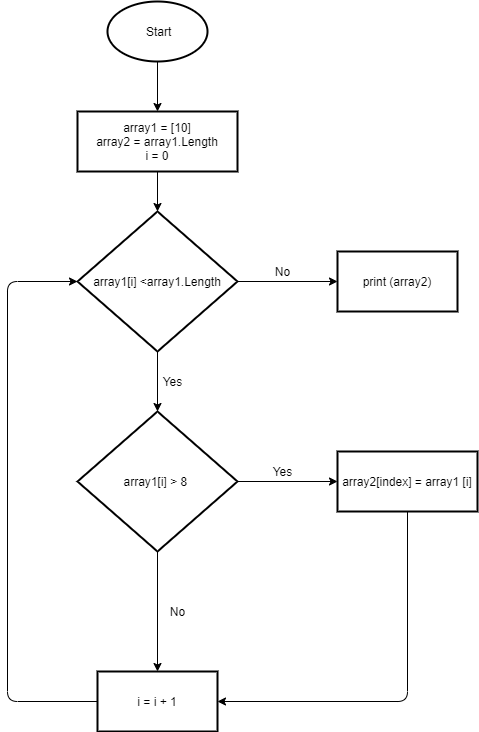 Start
array1 = [10]
array2 = array1.Length
i = 0
array1[i] <array1.Length
No
print (array2)
Yes
array1[i] > 8
Yes
array2[index] = array1 [i]
No
i = i + 1